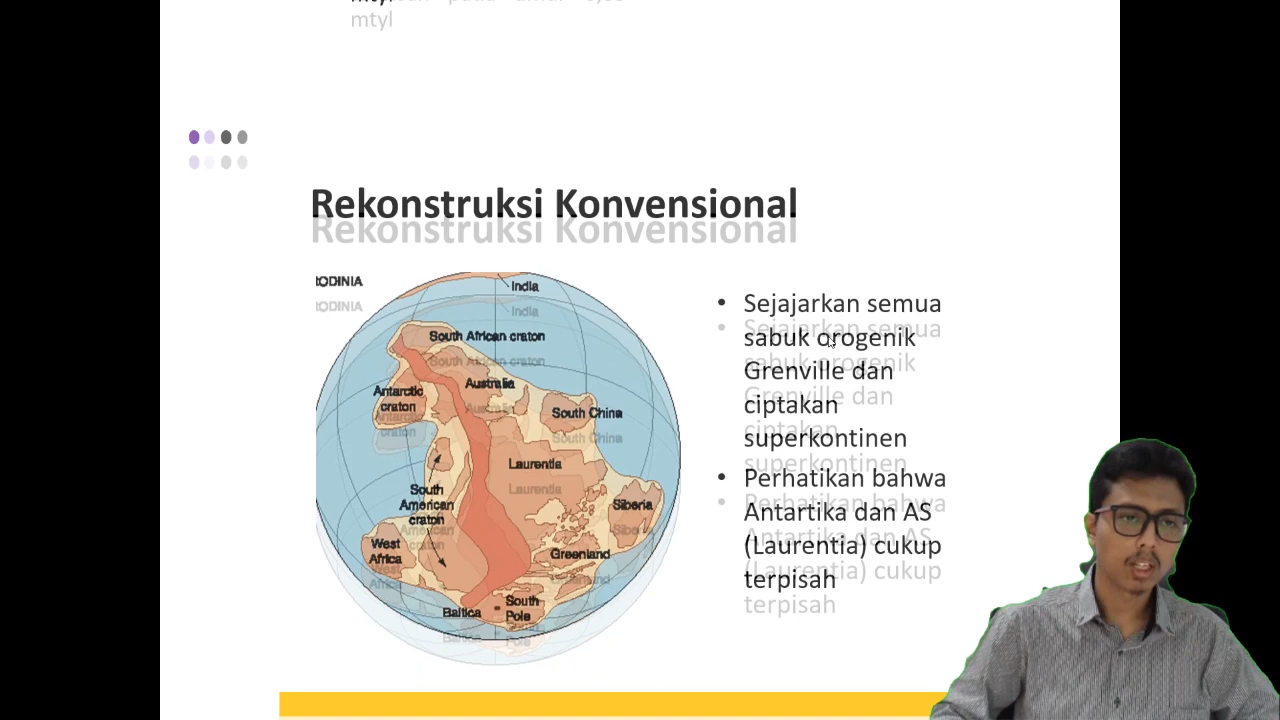 mtyl
Rekonstruksi Konvensional
RODINIA
India
South African craton
Antarctic
craton
Australia
South China
Laurentia
South
American
craton
Siberia
West
Africa
Greenland
Baltica
South
Pole
• Sejajarkan semua
sabuk orogenik
Grenville dan
ciptakan
superkontinen
• Perhatikan bahwa
Antartika dan AS
(Laurentia) cukup
terpisah